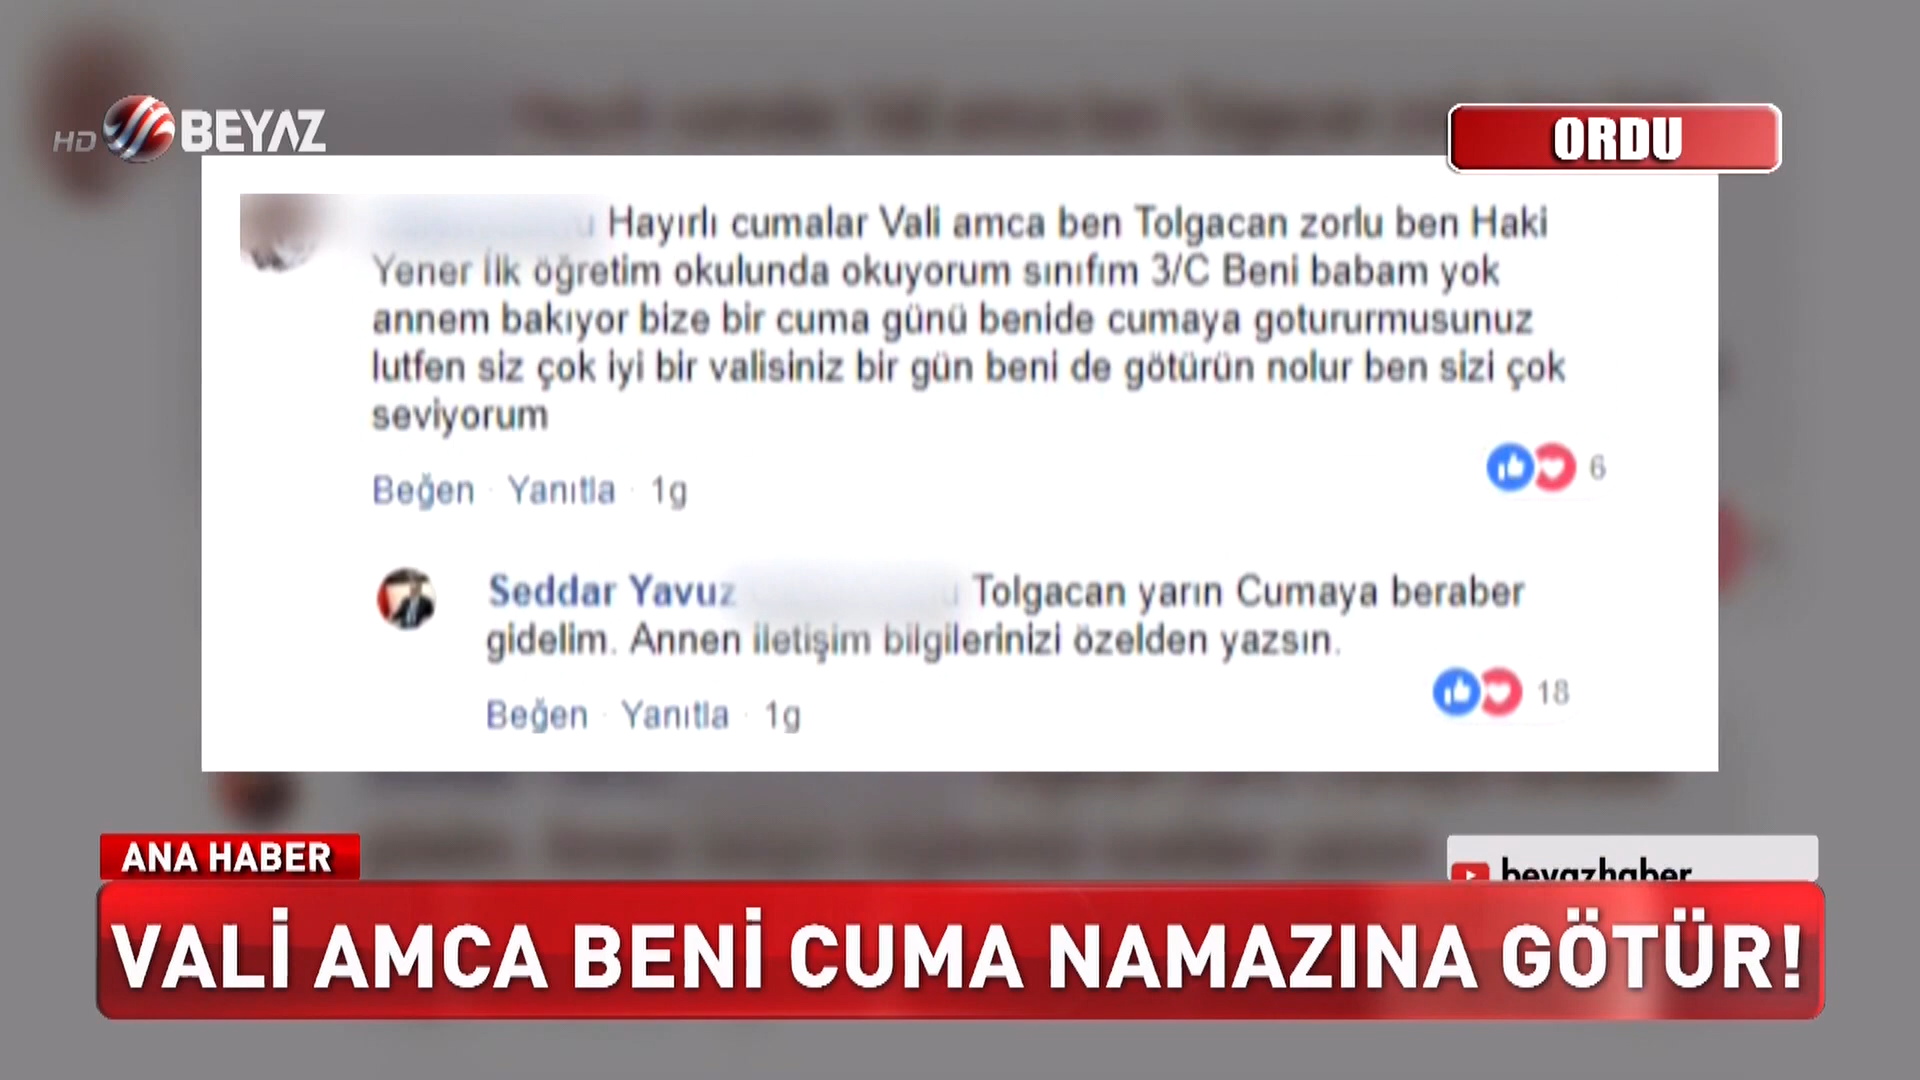 HD BEYAZ
ORDU
Hayırlı cumalar Vali amca ben Tolgacan zorlu ben Haki
Yener İlk öğretim okulunda okuyorum sınıfım 3/C Beni babam yok
annem bakıyor bize bir cuma günü benide cumaya gotururmusunuz
lutfen siz çok iyi bir valisiniz bir gün beni de götürün nolur ben sizi çok
seviyorum
6
Beğen · Yanıtla · 1g
Seddar Yavuz Tolgacan yarın Cumaya beraber
gidelim. Annen iletişim bilgilerinizi özelden yazsın.
18
Beğen · Yanıtla · 1g
ANA HABER
beyazhaber
VALİ AMCA BENİ CUMA NAMAZINA GÖTÜR!